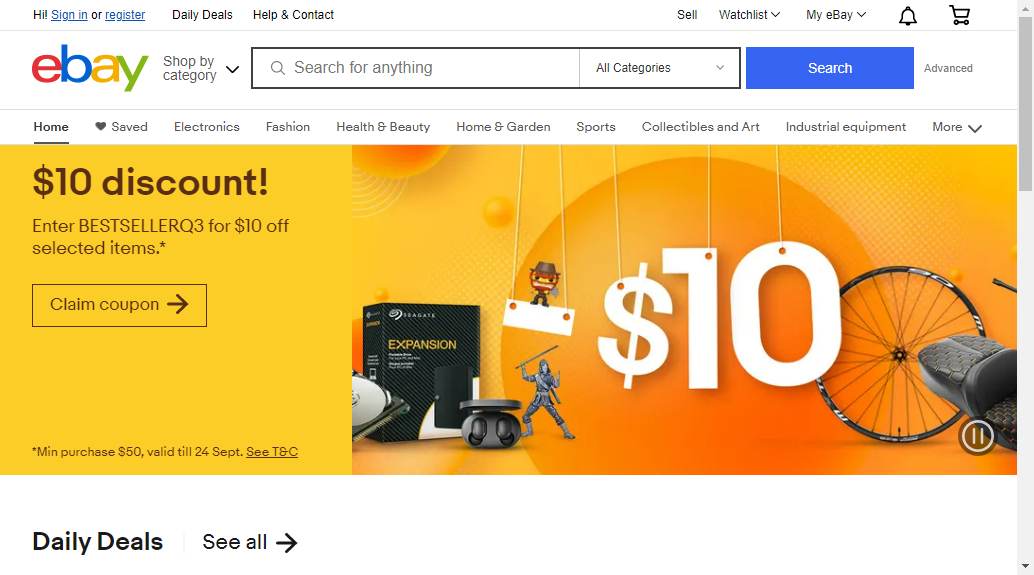 Hi! Sign in or register Daily Deals Help & Contact Sell Watchlist My eBay
ebay
Shop by
category
Search for anything All Categories Search Advanced
Home Saved Electronics Fashion Health & Beauty Home & Garden Sports Collectibles and Art Industrial equipment More
$10 discount!
Enter BESTSELLERQ3 for $10 off
selected items.*
Claim coupon
*Min purchase $50, valid till 24 Sept. See T&C
SEAGATE
EXPANSION
Portable Drive
$10
Daily Deals See all